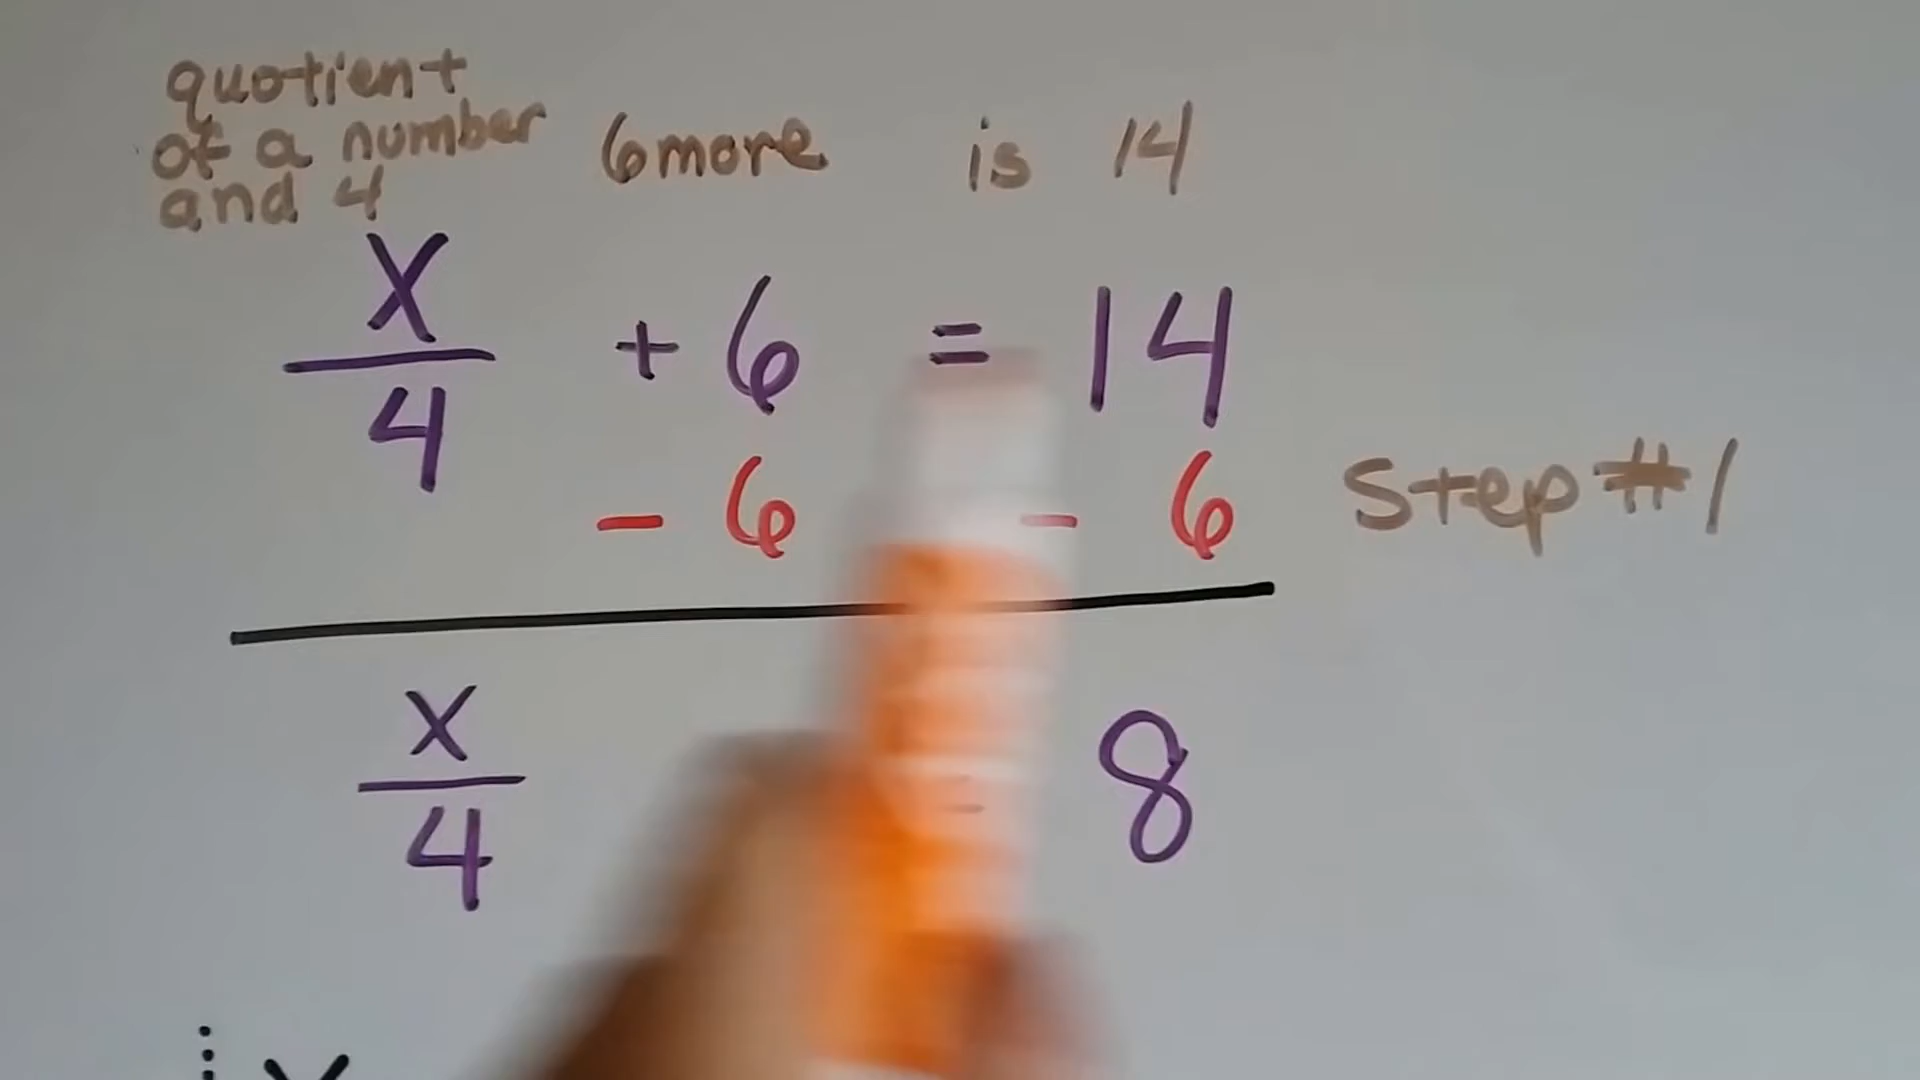 quotient
of a number
and 4
6 more is 14
x
4
+ 6 = 14
- 6 - 6 Step #1
x
4
= 8